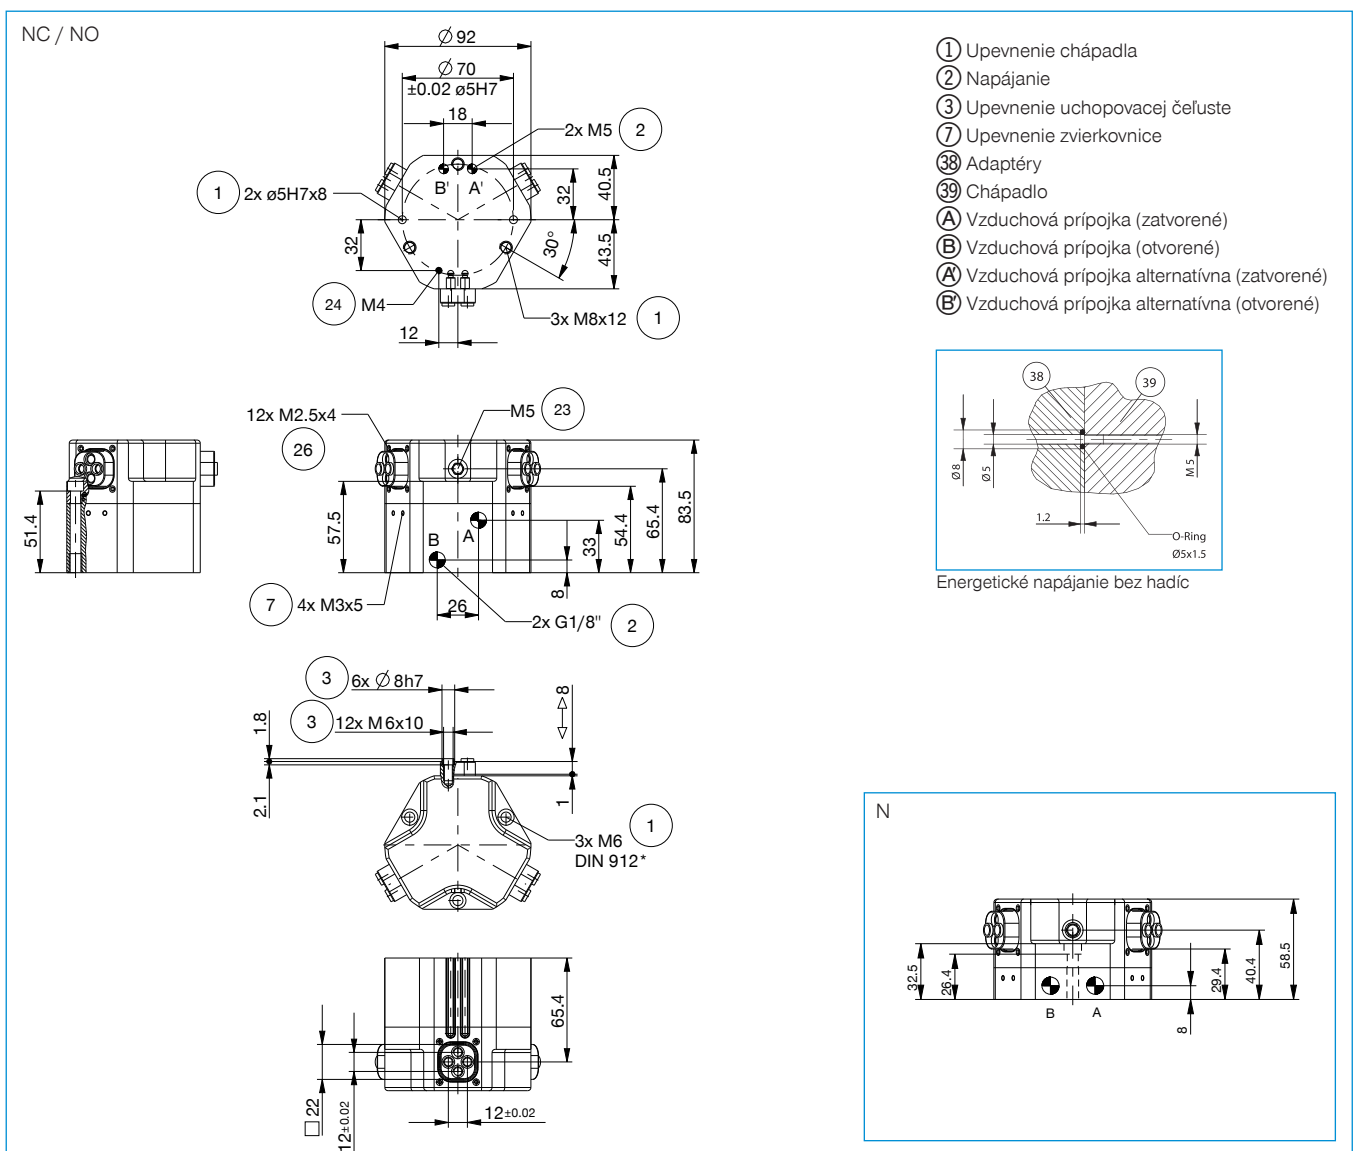 NC / NO
Ø 92
Ø 70
±0.02 ø5H7
18
2x M5 2
B' A'
1 2x ø5H7x8
32
40.5
32
30°
43.5
24 M4
12
3x M8x12 1
1 Upevnenie chápadla
2 Napájanie
3 Upevnenie uchopovacej čeľuste
7 Upevnenie zvierkovnice
38 Adaptéry
39 Chápadlo
A Vzduchová prípojka (zatvorené)
B Vzduchová prípojka (otvorené)
A' Vzduchová prípojka alternatívna (zatvorené)
B' Vzduchová prípojka alternatívna (otvorené)
38
39
Ø8
Ø5
M5
1.2
O-Ring
Ø5x1.5
Energetické napájanie bez hadíc
12x M2.5x4
26
M5 23
51.4
57.5
B A
33
54.4
65.4
83.5
8
7 4x M3x5
26
2x G1/8" 2
3 6x Ø 8h7
3 12x M6x10
1.8
2.1
8
1
3x M6 1
DIN 912*
65.4
□ 22
12±0.02
12±0.02
N
32.5
26.4
B A
8
29.4
40.4
58.5